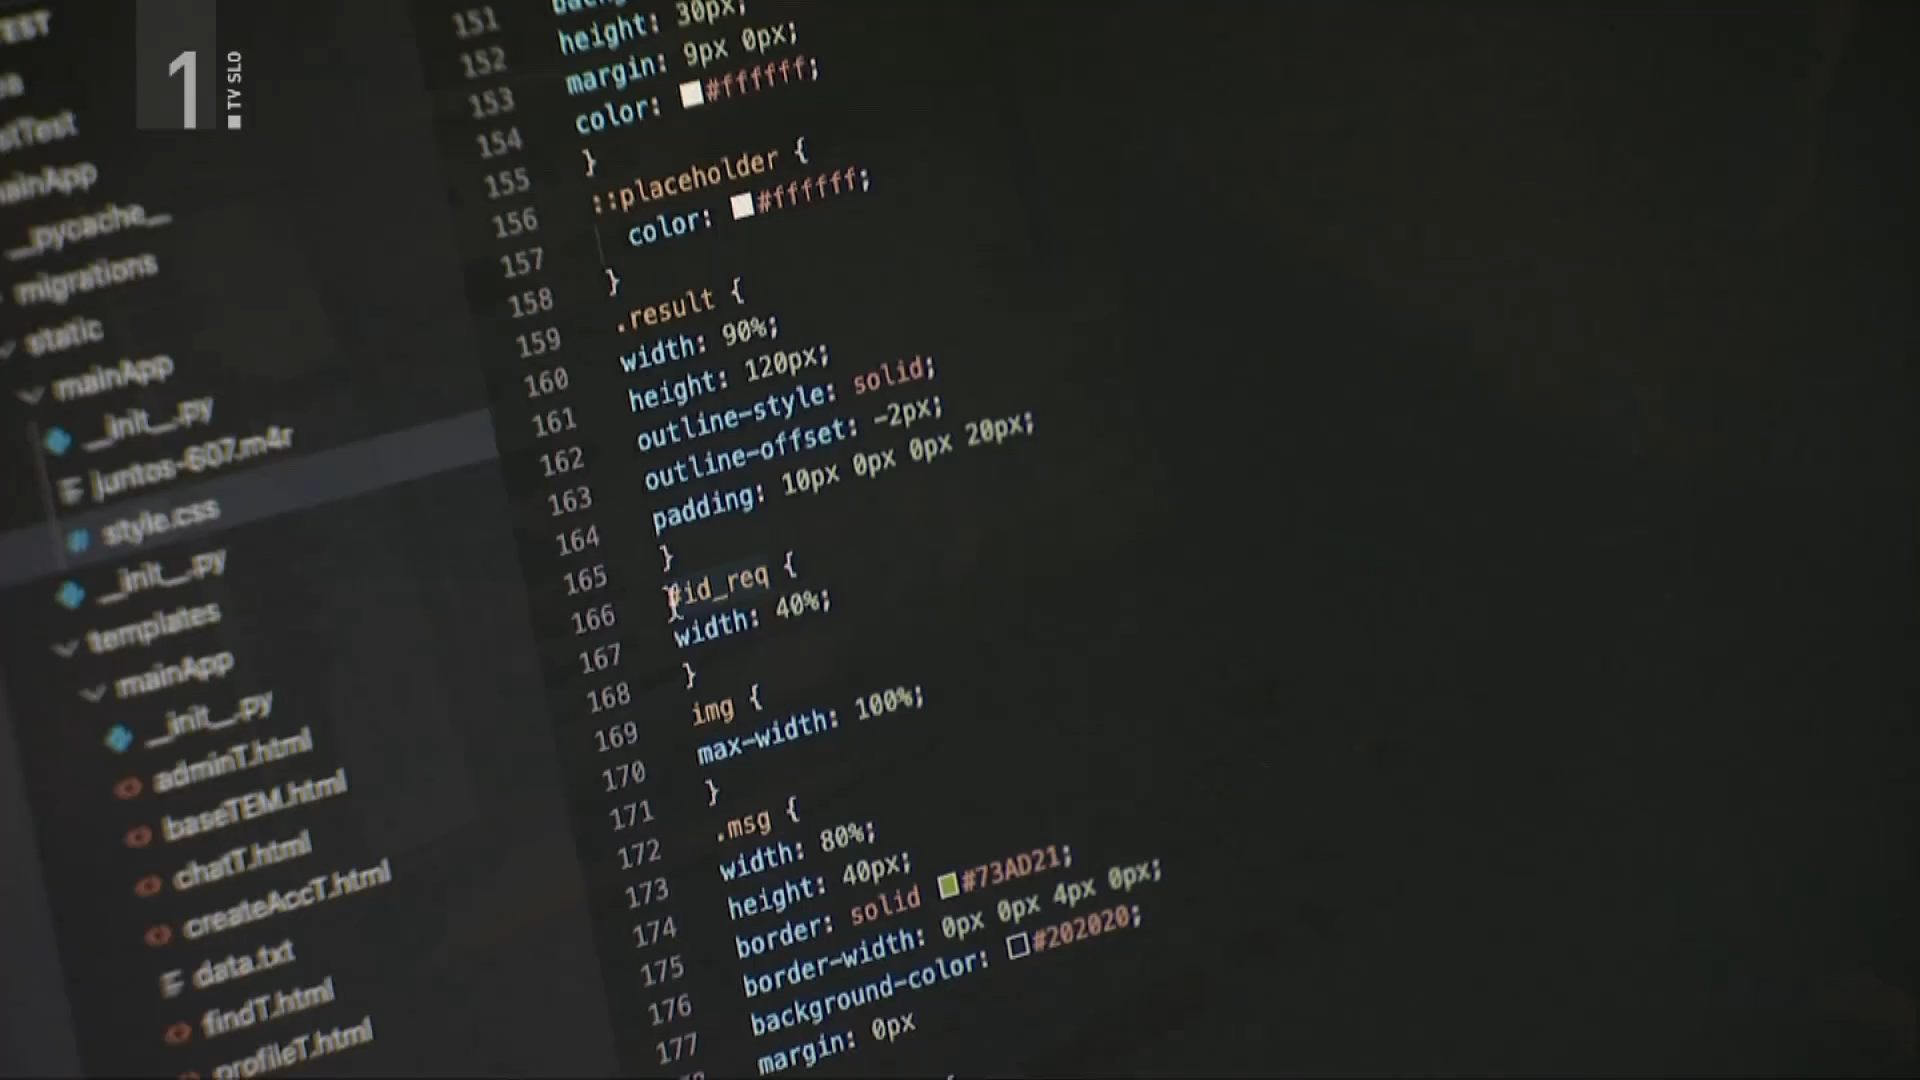 1
TV SLO
TEST
mainApp
__pycache__
migrations
static
mainApp
__init__.py
juntos-607.m4r
style.css
__init__.py
templates
mainApp
__init__.py
adminT.html
baseTEM.html
chatT.html
createAccT.html
data.txt
findT.html
profileT.html
151
152 height: 30px;
153 margin: 9px 0px;
154 color: #ffffff;
155 }
156 ::placeholder {
157 color: #ffffff;
158 }
159 .result {
160 width: 90%;
161 height: 120px;
162 outline-style: solid;
163 outline-offset: -2px;
164 padding: 10px 0px 0px 20px;
165 }
166 #id_req {
167 width: 40%;
168 }
169 img {
170 max-width: 100%;
171 }
172 .msg {
173 width: 80%;
174 height: 40px;
175 border: solid #73AD21;
176 border-width: 0px 0px 4px 0px;
177 background-color: #202020;
margin: 0px